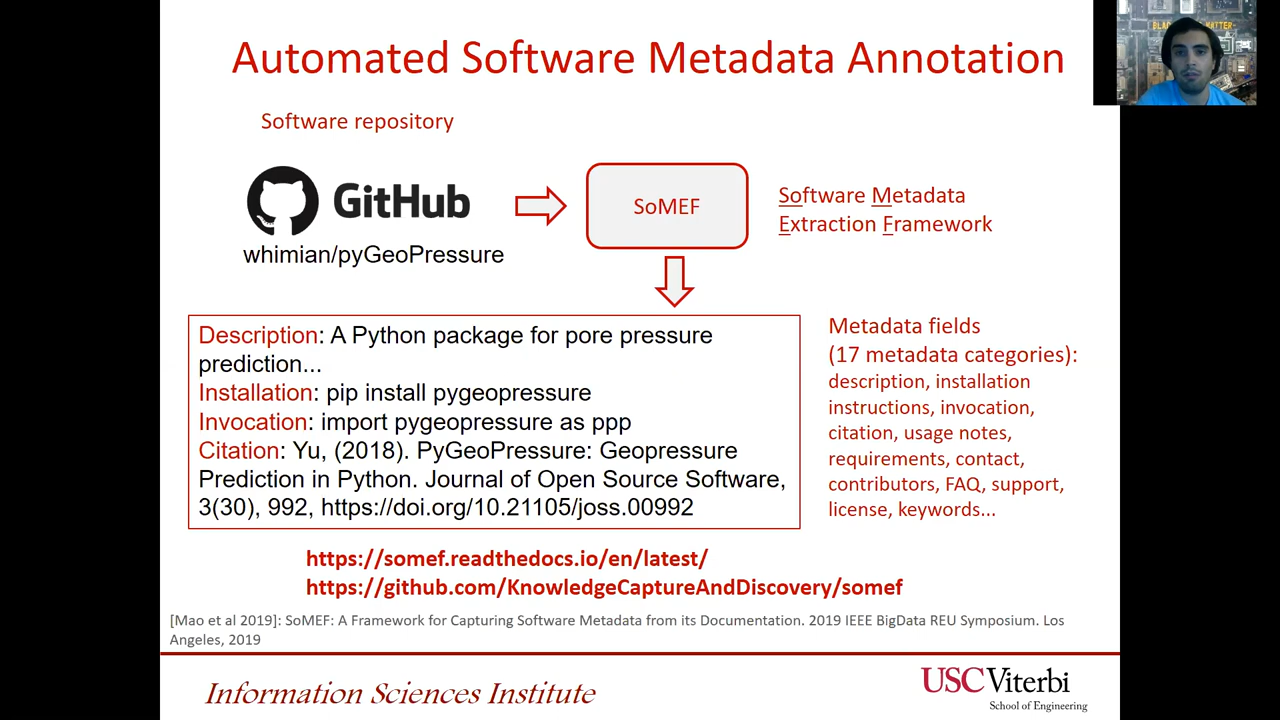 Automated Software Metadata Annotation
Software repository
GitHub
whimian/pyGeoPressure
SoMEF
Software Metadata
Extraction Framework
Description: A Python package for pore pressure
prediction...
Installation: pip install pygeopressure
Invocation: import pygeopressure as ppp
Citation: Yu, (2018). PyGeoPressure: Geopressure
Prediction in Python. Journal of Open Source Software,
3(30), 992, https://doi.org/10.21105/joss.00992
Metadata fields
(17 metadata categories):
description, installation
instructions, invocation,
citation, usage notes,
requirements, contact,
contributors, FAQ, support,
license, keywords...
https://somef.readthedocs.io/en/latest/
https://github.com/KnowledgeCaptureAndDiscovery/somef
[Mao et al 2019]: SoMEF: A Framework for Capturing Software Metadata from its Documentation. 2019 IEEE BigData REU Symposium. Los
Angeles, 2019
Information Sciences Institute
USC Viterbi
School of Engineering